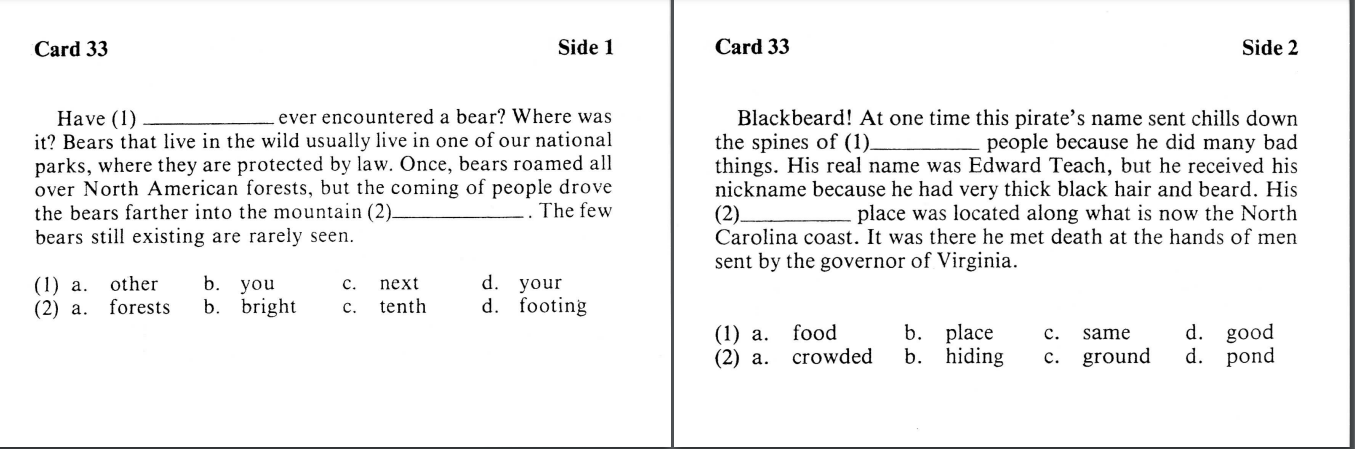 Card 33 Side 1
Have (1) ____________ ever encountered a bear? Where was
it? Bears that live in the wild usually live in one of our national
parks, where they are protected by law. Once, bears roamed all
over North American forests, but the coming of people drove
the bears farther into the mountain (2)____________. The few
bears still existing are rarely seen.
(1) a. other b. you c. next d. your
(2) a. forests b. bright c. tenth d. footing
Card 33 Side 2
Blackbeard! At one time this pirate's name sent chills down
the spines of (1)__________ people because he did many bad
things. His real name was Edward Teach, but he received his
nickname because he had very thick black hair and beard. His
(2)__________ place was located along what is now the North
Carolina coast. It was there he met death at the hands of men
sent by the governor of Virginia.
(1) a. food b. place c. same d. good
(2) a. crowded b. hiding c. ground d. pond